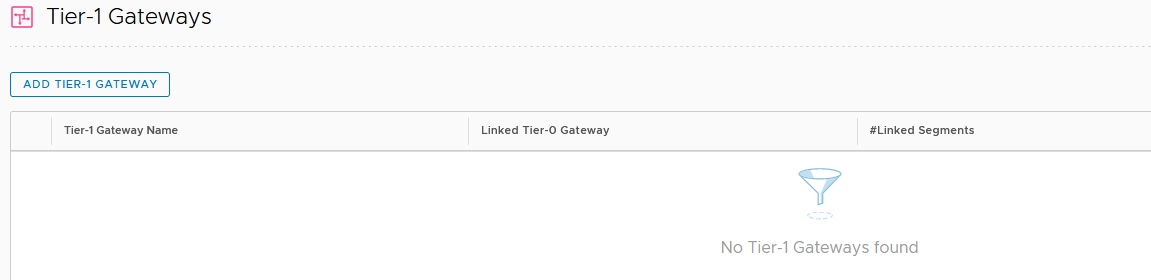 Tier-1 Gateways
ADD TIER-1 GATEWAY
Tier-1 Gateway Name Linked Tier-0 Gateway #Linked Segments
No Tier-1 Gateways found